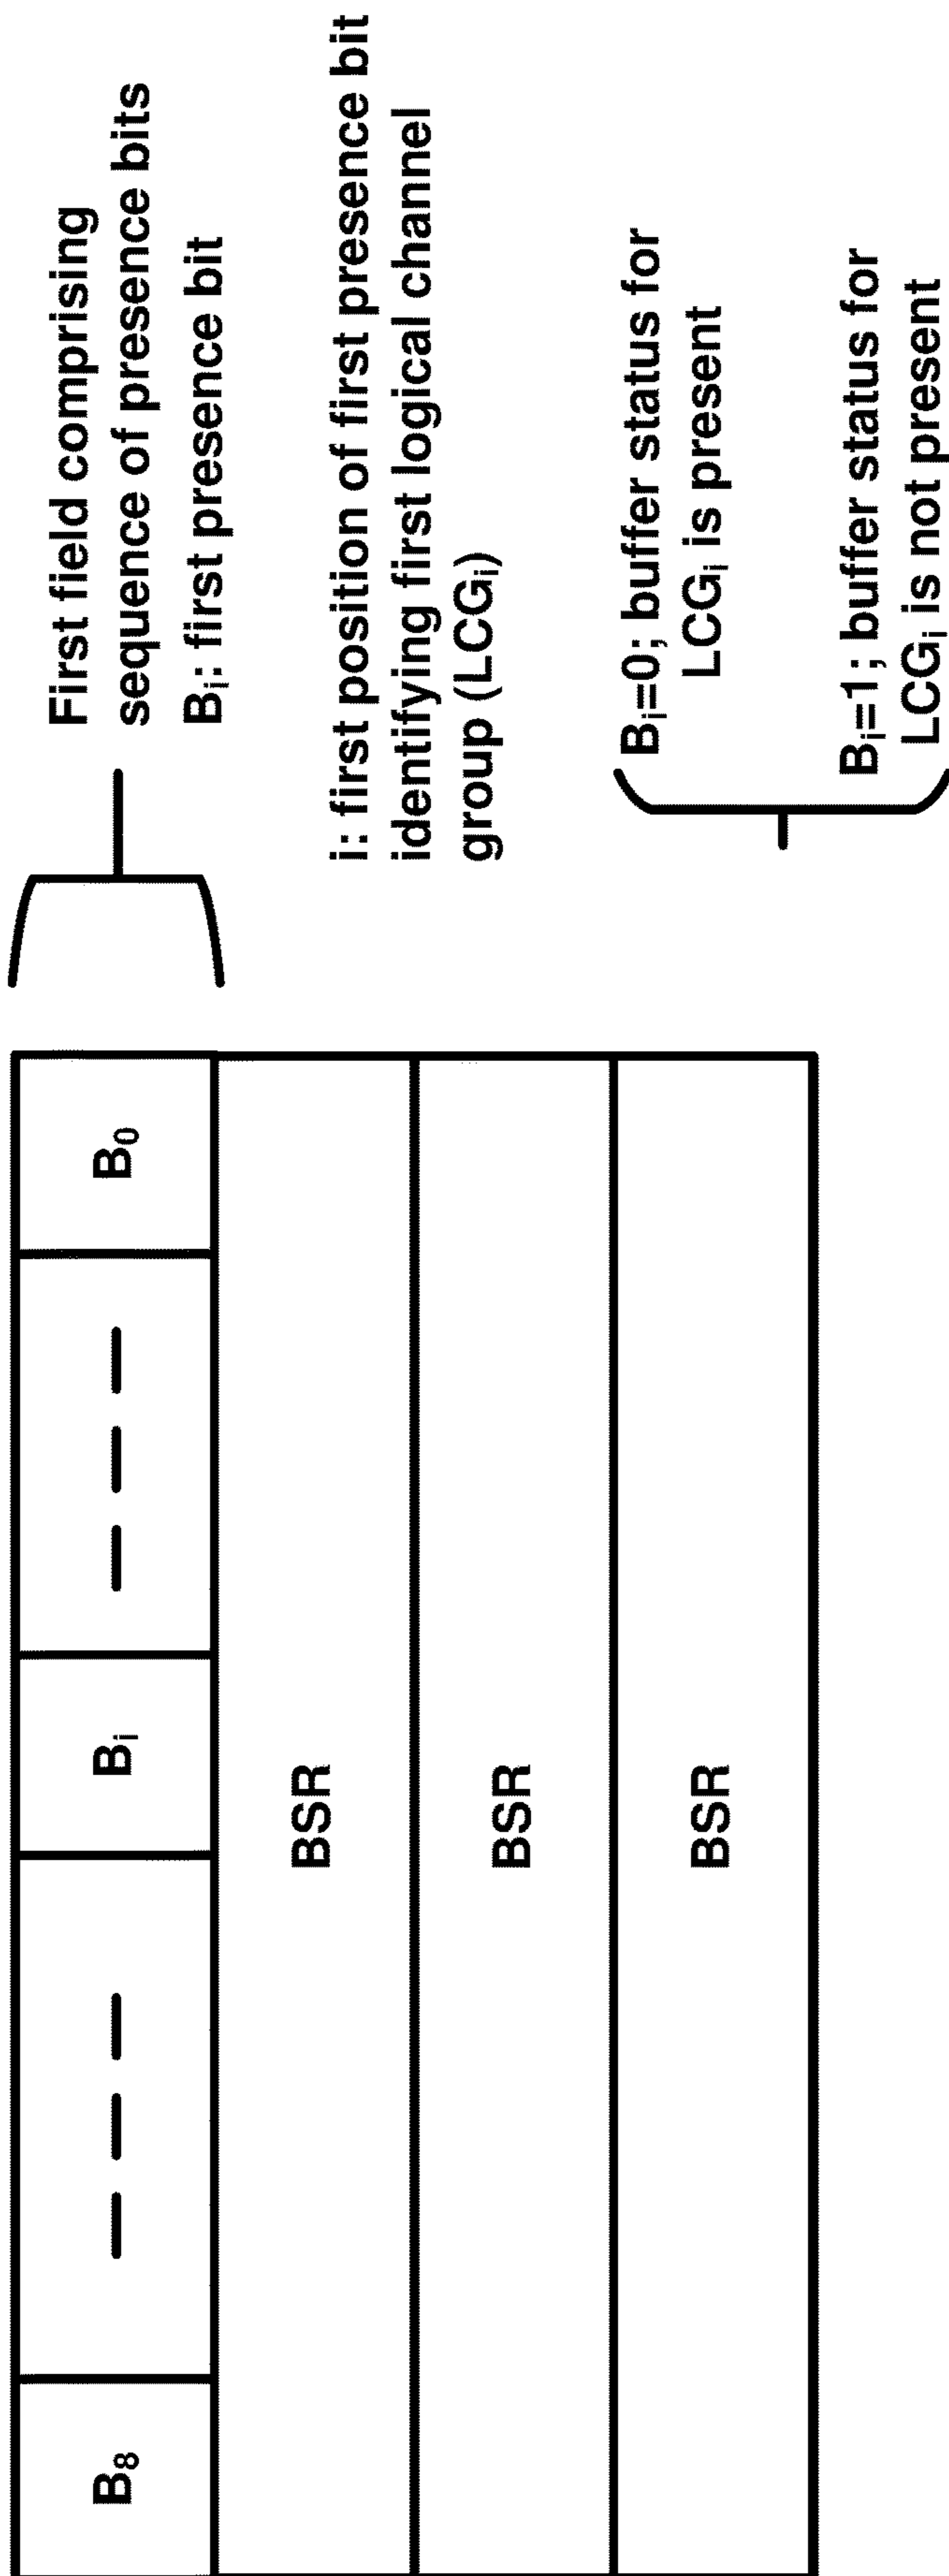 B₈ Bᵢ B₀
BSR
BSR
BSR
First field comprising
sequence of presence bits
Bᵢ: first presence bit
i: first position of first presence bit
identifying first logical channel
group (LCGᵢ)
Bᵢ=0; buffer status for
LCGᵢ is present
Bᵢ=1; buffer status for
LCGᵢ is not present